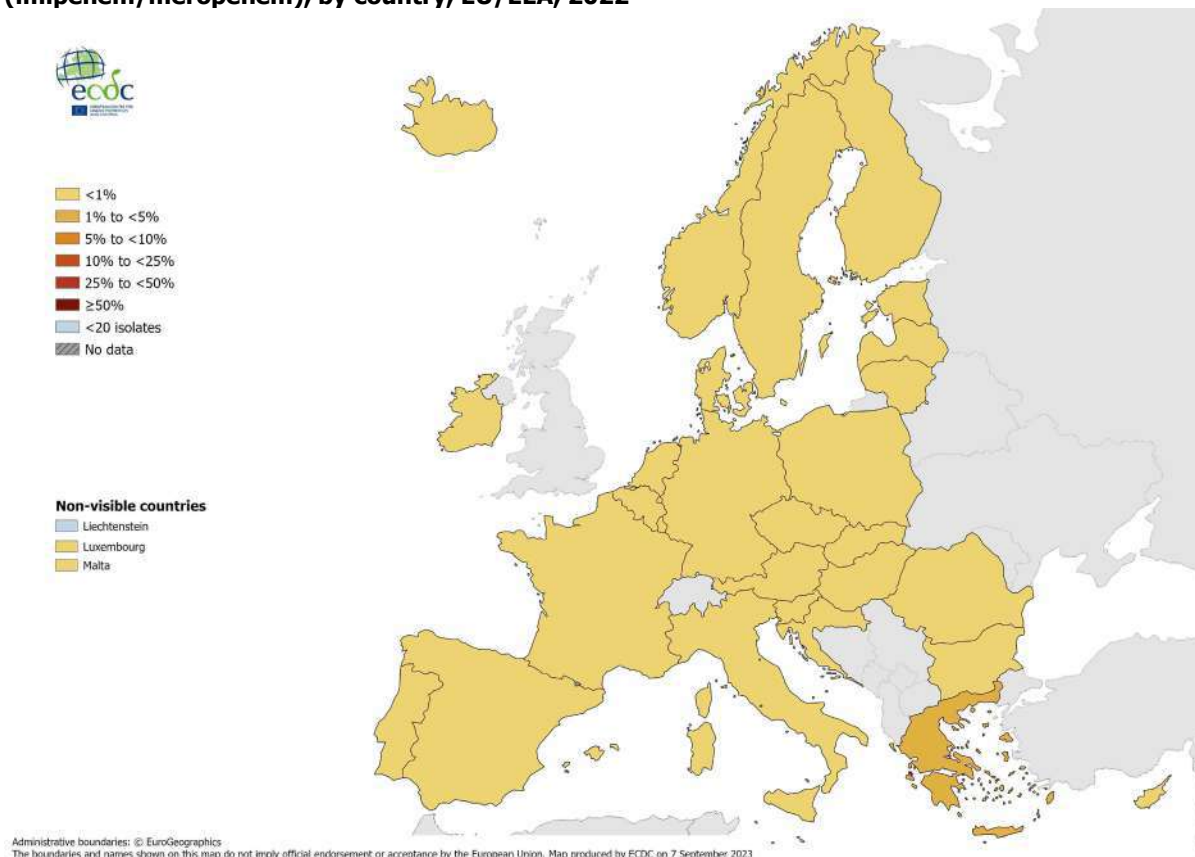 (imipenem/meropenem), by country, EU/EEA, 2022
ecdc
<1%
1% to <5%
5% to <10%
10% to <25%
25% to <50%
≥50%
<20 isolates
No data
Non-visible countries
Liechtenstein
Luxembourg
Malta
Administrative boundaries: © EuroGeographics
The boundaries and names shown on this map do not imply official endorsement or acceptance by the European Union. Map produced by ECDC on 7 September 2023